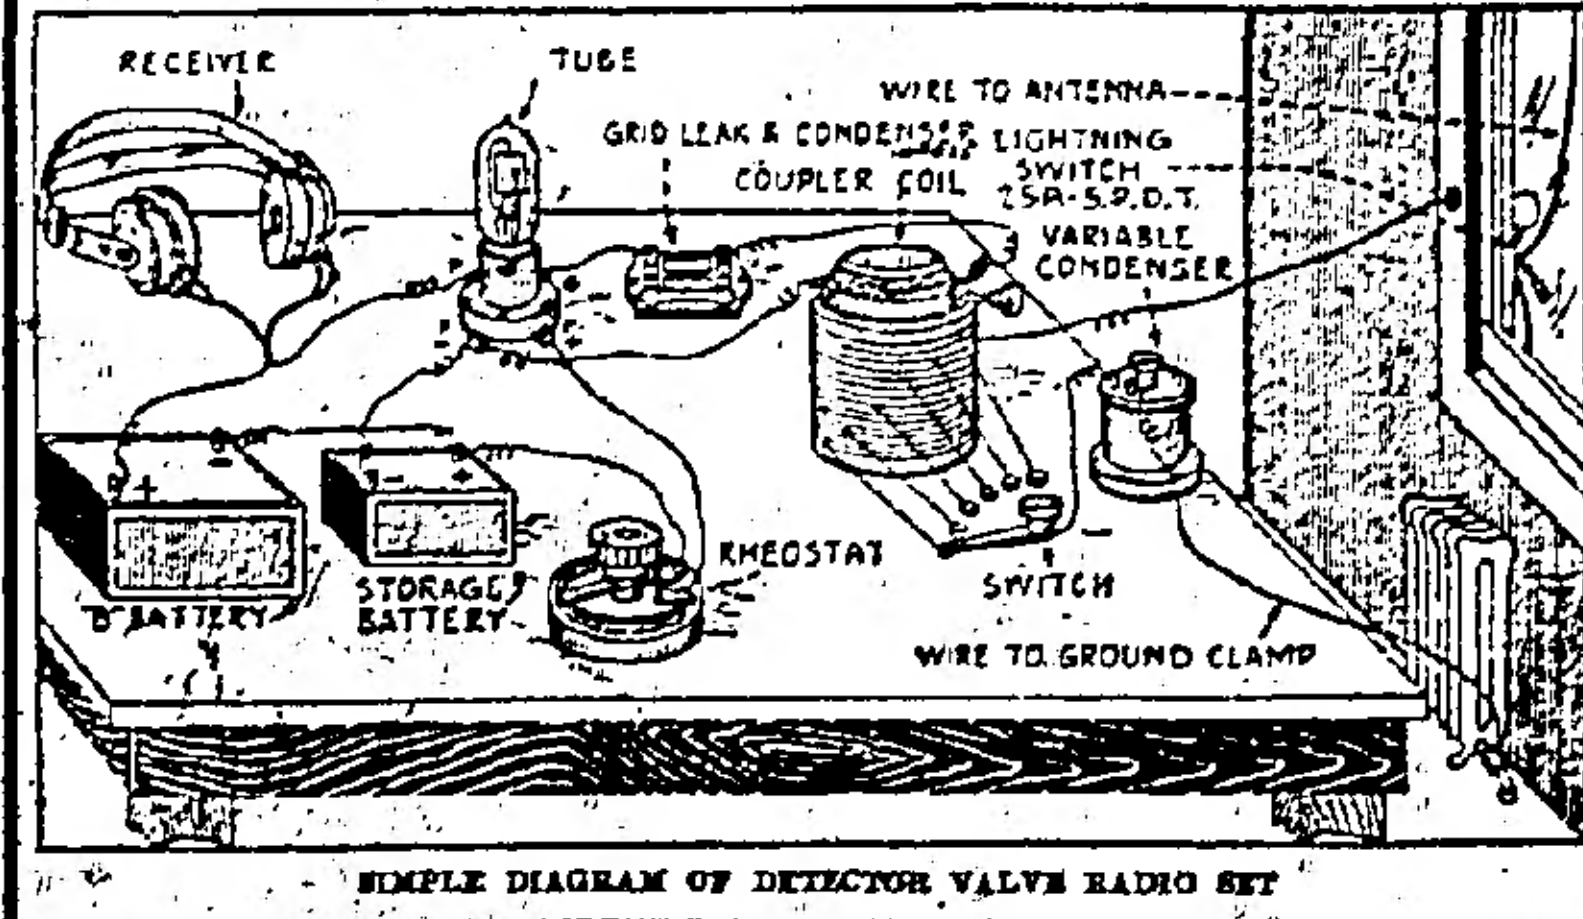 RECEIVER
TUBE
WIRE TO ANTENNA
GRID LEAK & CONDENSER
LIGHTNING
SWITCH
25A-S.P.D.T.
COUPLER COIL
VARIABLE
CONDENSER
"B" BATTERY
STORAGE
BATTERY
RHEOSTAT
SWITCH
WIRE TO GROUND CLAMP
SIMPLE DIAGRAM OF DETECTOR VALVE RADIO SET